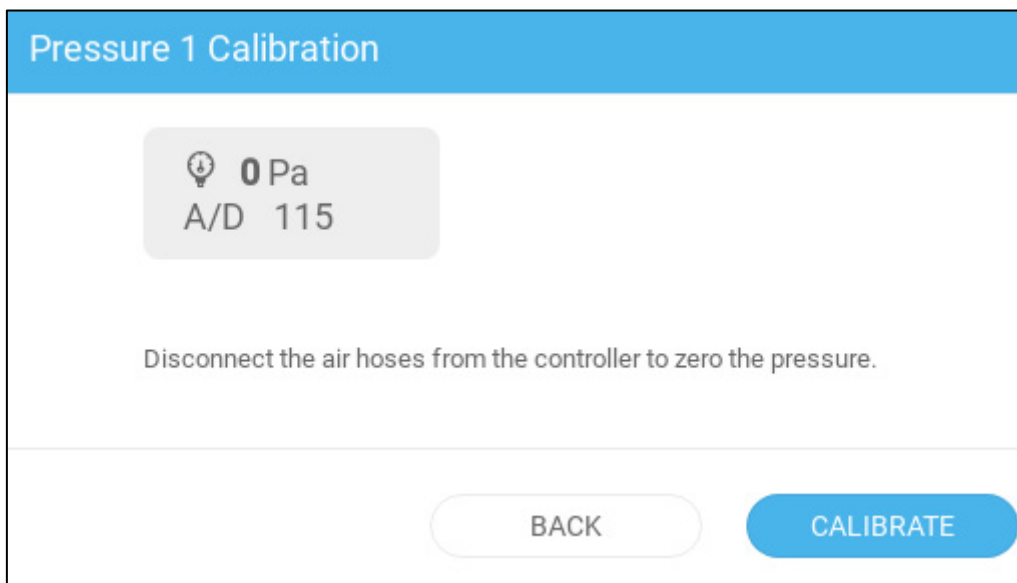 Pressure 1 Calibration
0 Pa
A/D 115
Disconnect the air hoses from the controller to zero the pressure.
BACK CALIBRATE